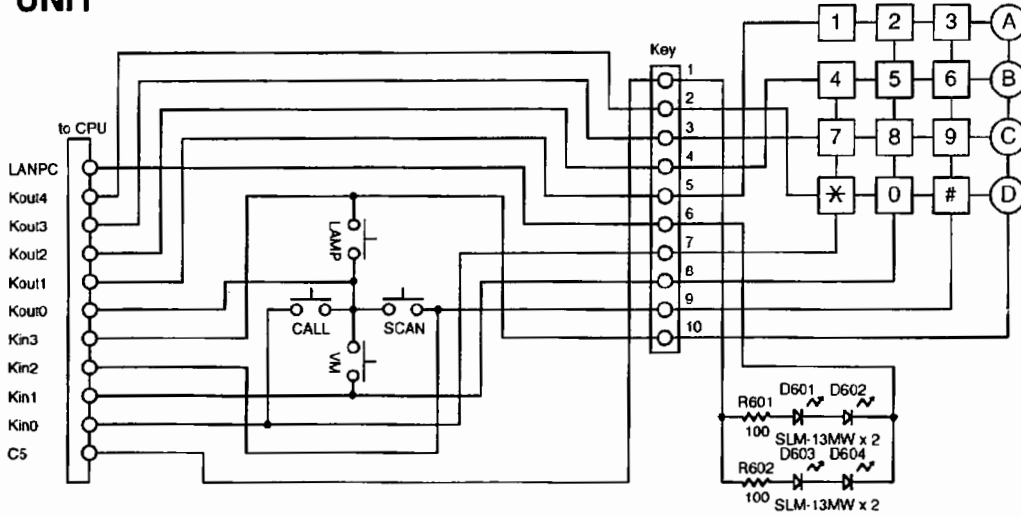 UNIT
1 2 3 A
Key
1
4 5 6 B
2
to CPU
3
7 8 9 C
LANPC
4
Kout4
5
* 0 # D
Kout3
LAMP
6
Kout2
7
Kout1
8
Kout0
CALL
SCAN
9
Kin3
10
Kin2
VM
Kin1
R601 D601 D602
Kin0
100 SLM-13MW x 2
C5
R602 D603 D604
100 SLM-13MW x 2